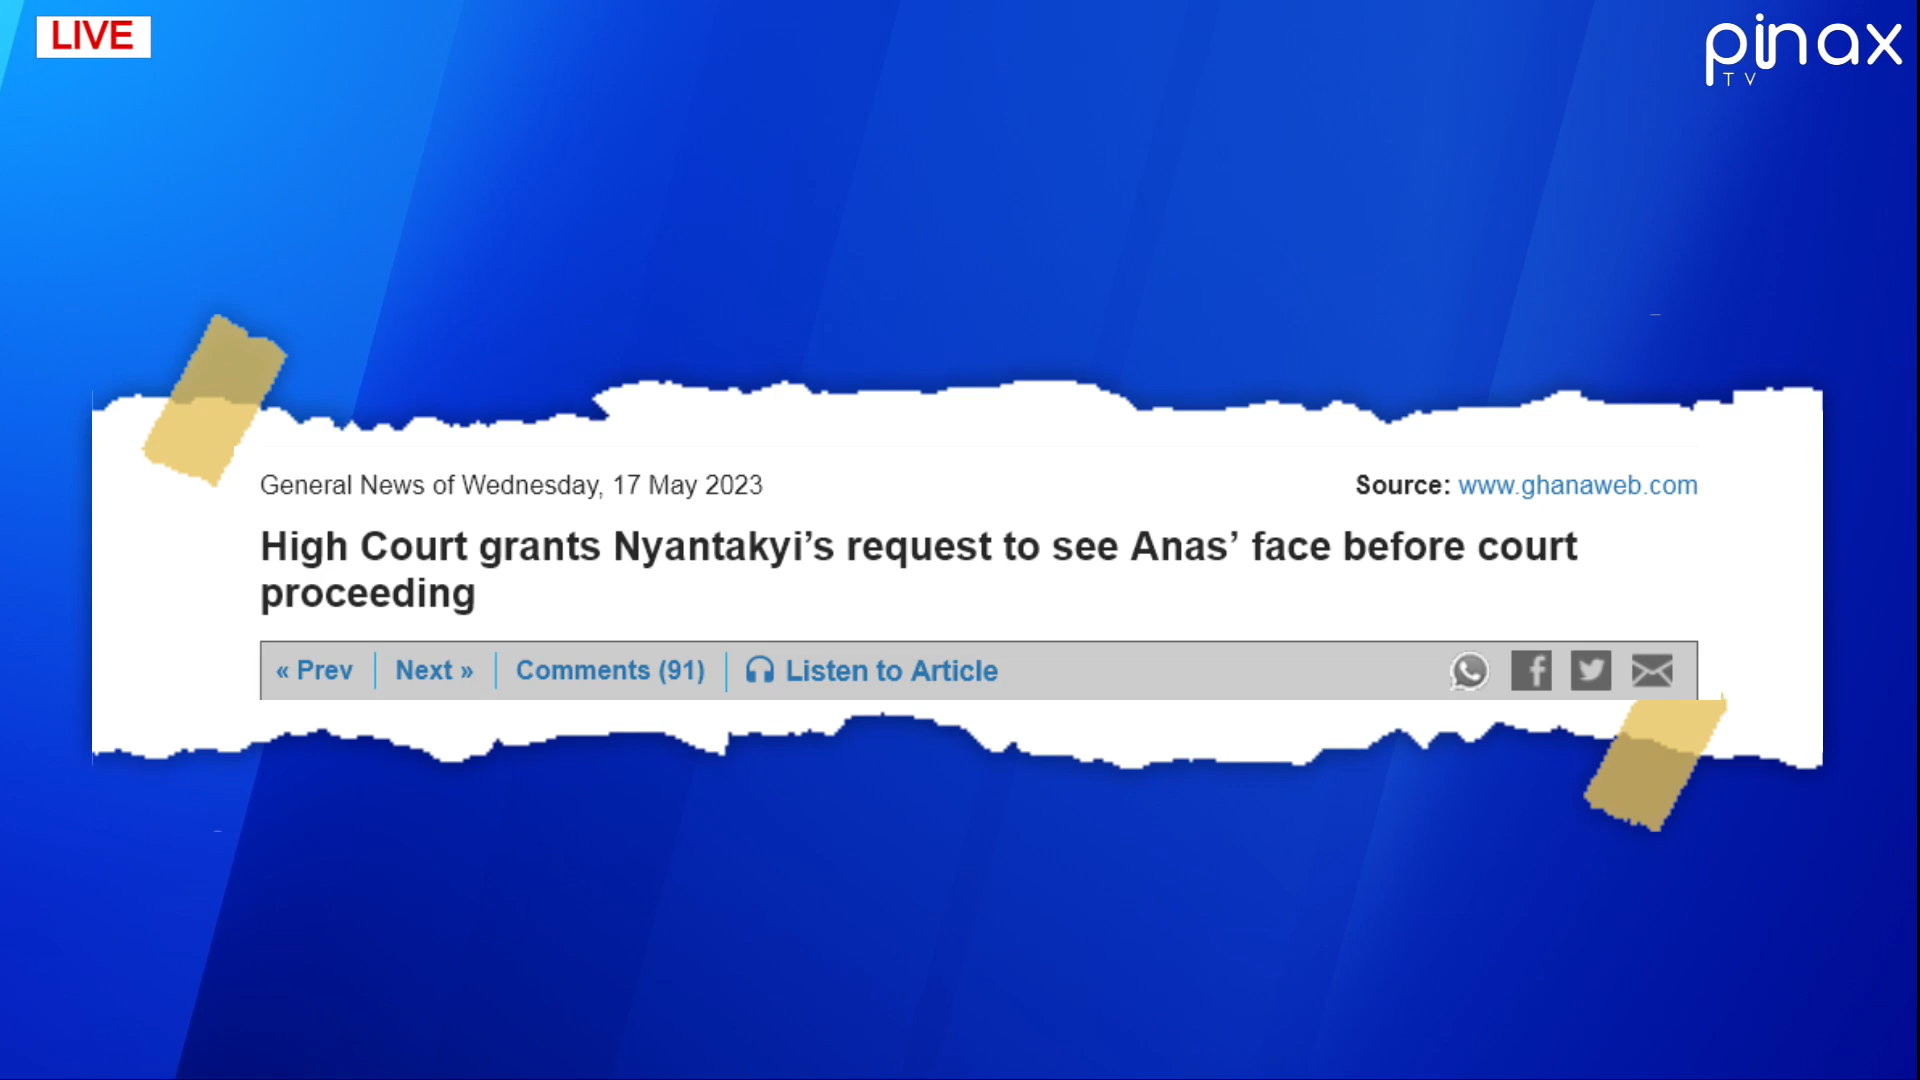 LIVE
pinax
TV
General News of Wednesday, 17 May 2023
Source: www.ghanaweb.com
High Court grants Nyantakyi’s request to see Anas’ face before court
proceeding
« Prev
Next »
Comments (91)
Listen to Article